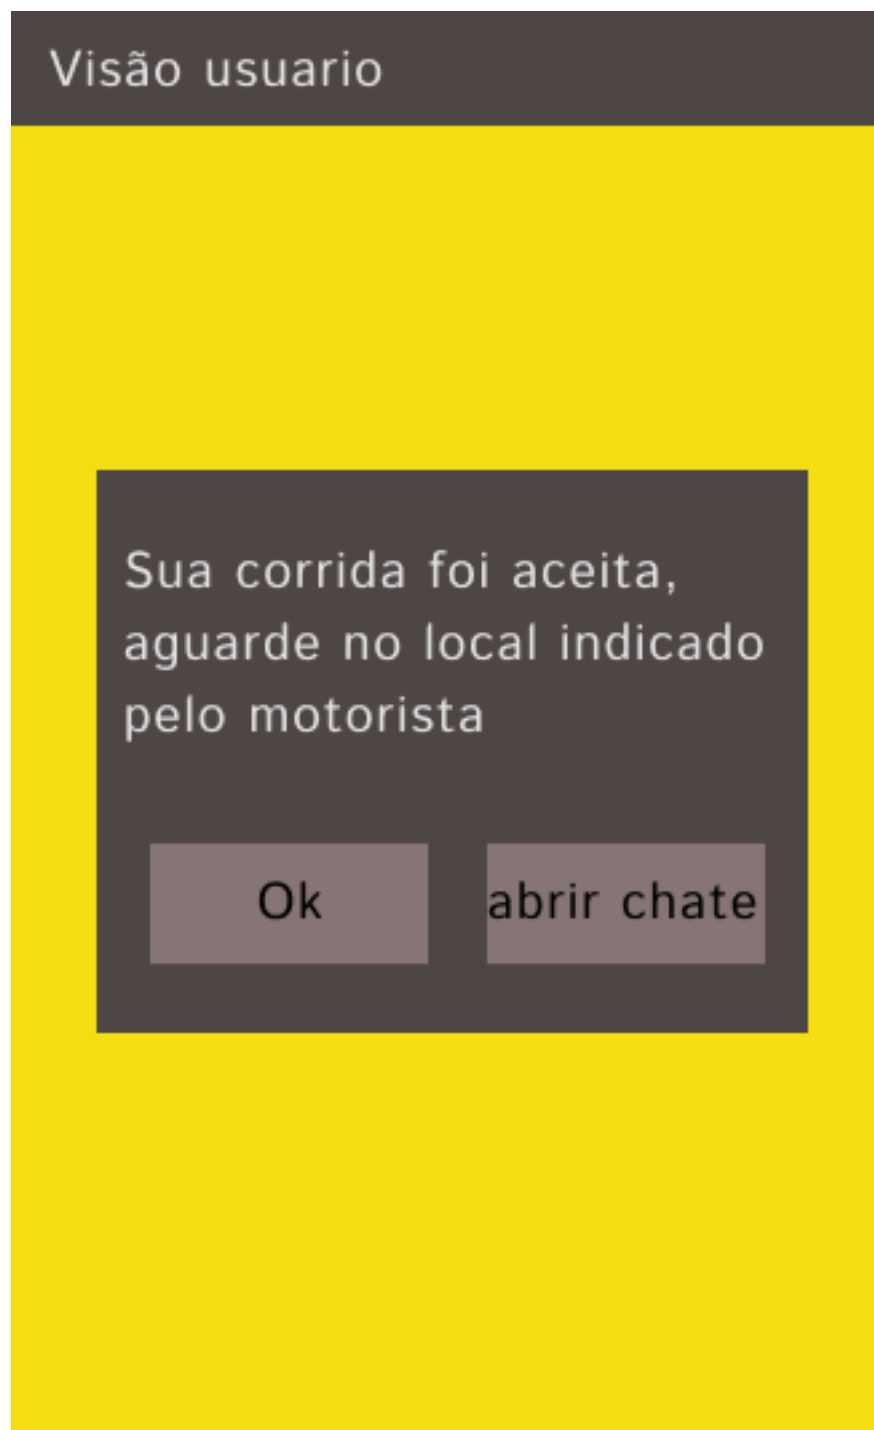 Visão usuario
Sua corrida foi aceita,
aguarde no local indicado
pelo motorista
Ok
abrir chate